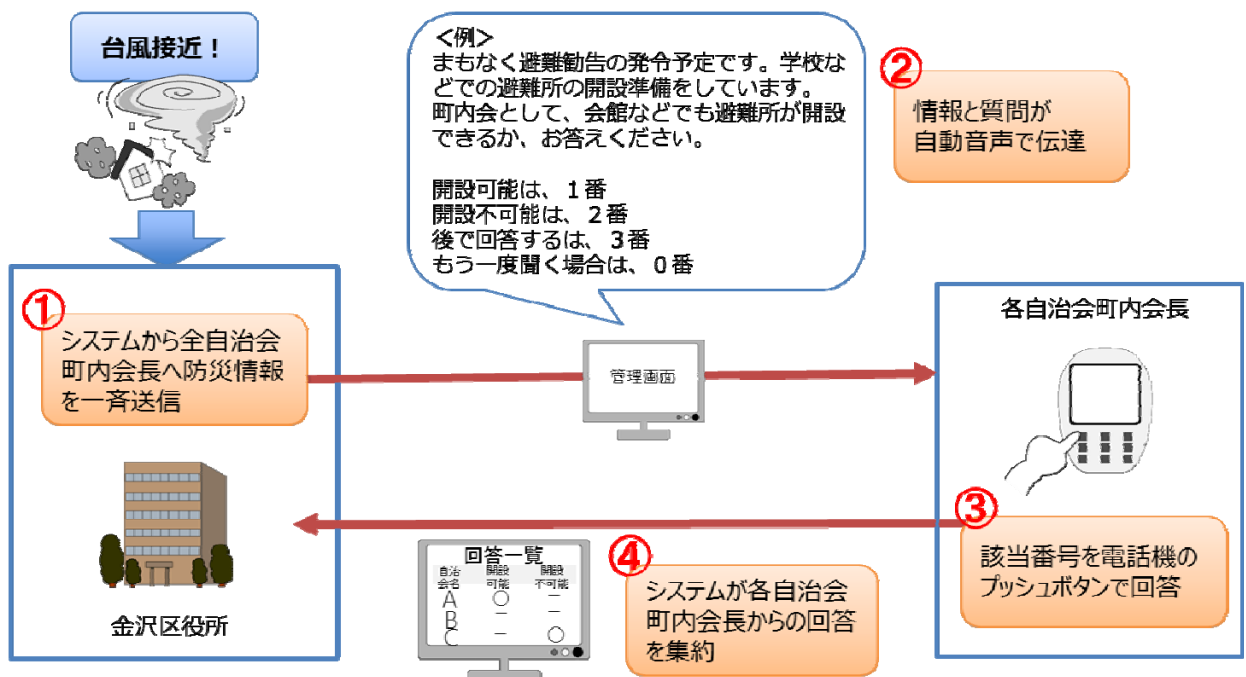 台風接近！
<例>
まもなく避難勧告の発令予定です。学校な
どでの避難所の開設準備をしています。
町内会として、会館などでも避難所が開設
できるか、お答えください。
開設可能は、１番
開設不可能は、２番
後で回答するは、３番
もう一度聞く場合は、０番
②
情報と質問が
自動音声で伝達
①
システムから全自治会
町内会長へ防災情報
を一斉送信
管理画面
各自治会町内会長
金沢区役所
③
該当番号を電話機の
プッシュボタンで回答
④
システムが各自治会
町内会長からの回答
を集約
回答一覧
自治 開設 開設
会名 可能 不可能
A ○ −
B − −
C − ○